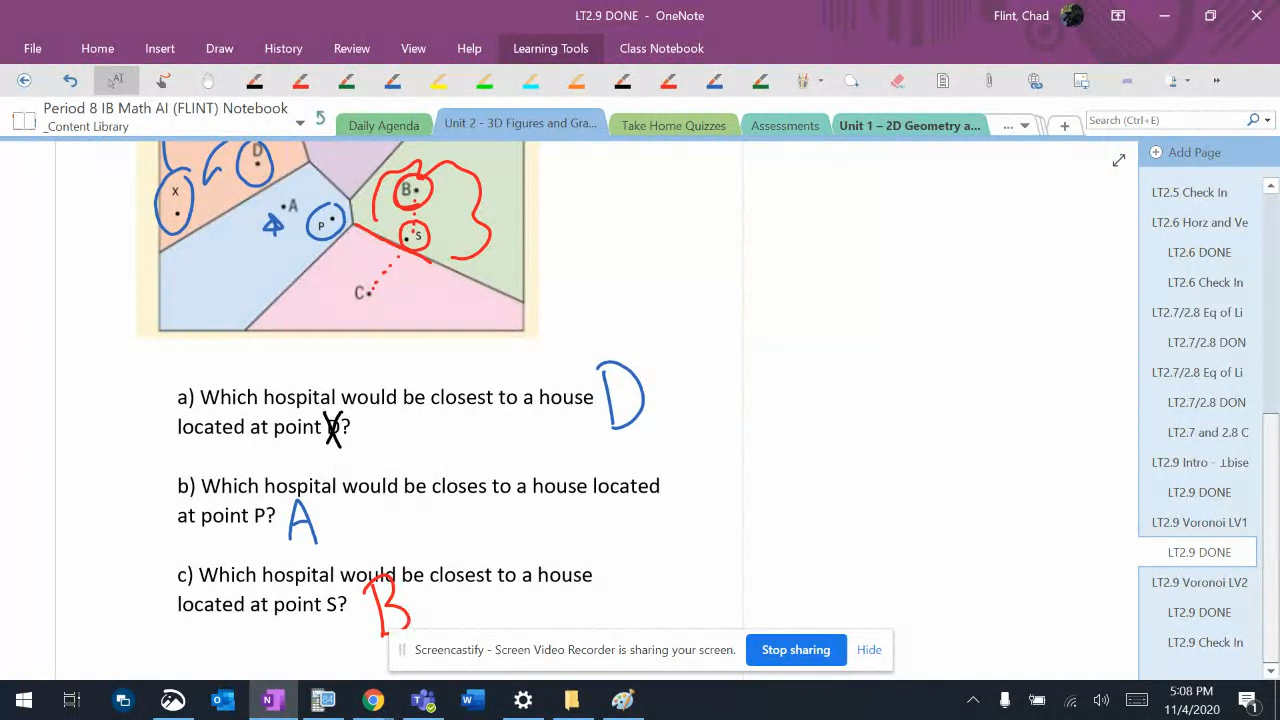 LT2.9 DONE - OneNote
Flint, Chad
File Home Insert Draw History Review View Help Learning Tools Class Notebook
Period 8 IB Math AI (FLINT) Notebook
_Content Library
Daily Agenda
Unit 2 - 3D Figures and Gra...
Take Home Quizzes
Assessments
Unit 1 – 2D Geometry a...
...
Search (Ctrl+E)
Add Page
D
X
A
P
B
S
C
a) Which hospital would be closest to a house D
located at point X?
b) Which hospital would be closes to a house located
at point P? A
c) Which hospital would be closest to a house
located at point S? B
LT2.5 Check In
LT2.6 Horz and Ve
LT2.6 DONE
LT2.6 Check In
LT2.7/2.8 Eq of Li
LT2.7/2.8 DON
LT2.7/2.8 Eq of Li
LT2.7/2.8 DON
LT2.7 and 2.8 C
LT2.9 Intro - ⊥bise
LT2.9 DONE
LT2.9 Voronoi LV1
LT2.9 DONE
LT2.9 Voronoi LV2
LT2.9 DONE
LT2.9 Check In
Screencastify - Screen Video Recorder is sharing your screen. Stop sharing Hide
5:08 PM
11/4/2020